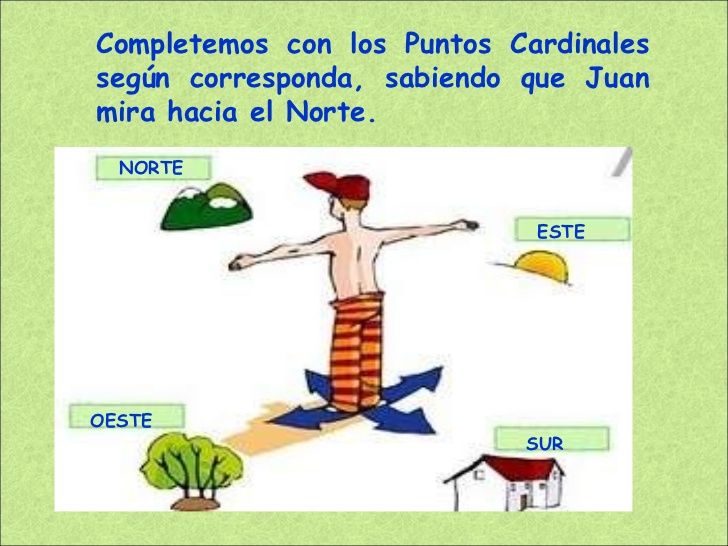 Completemos con los Puntos Cardinales
según corresponda, sabiendo que Juan
mira hacia el Norte.
NORTE
ESTE
OESTE
SUR